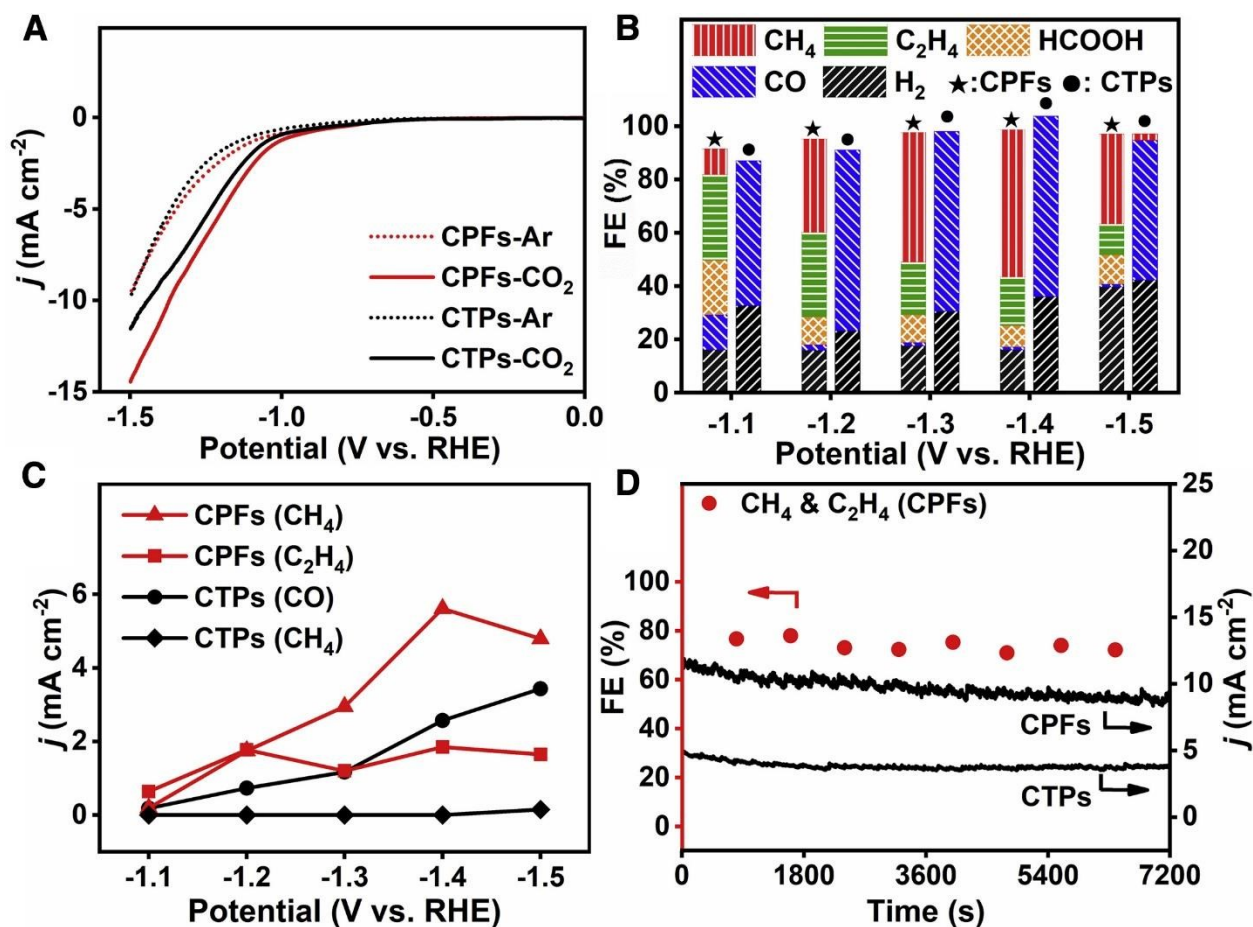 A
j (mA cm⁻²)
0
-5
-10
-15
CPFs-Ar
CPFs-CO₂
CTPs-Ar
CTPs-CO₂
-1.5 -1.0 -0.5 0.0
Potential (V vs. RHE)
B
CH₄ C₂H₄ HCOOH
CO H₂ ★:CPFs ●: CTPs
FE (%)
100
80
60
40
20
0
-1.1 -1.2 -1.3 -1.4 -1.5
Potential (V vs. RHE)
C
CPFs (CH₄)
CPFs (C₂H₄)
CTPs (CO)
CTPs (CH₄)
j (mA cm⁻²)
6
4
2
0
-1.1 -1.2 -1.3 -1.4 -1.5
Potential (V vs. RHE)
D
CH₄ & C₂H₄ (CPFs)
FE (%)
100
80
60
40
20
0
CPFs
CTPs
25
20
15
10
5
0
j (mA cm⁻²)
0 1800 3600 5400 7200
Time (s)